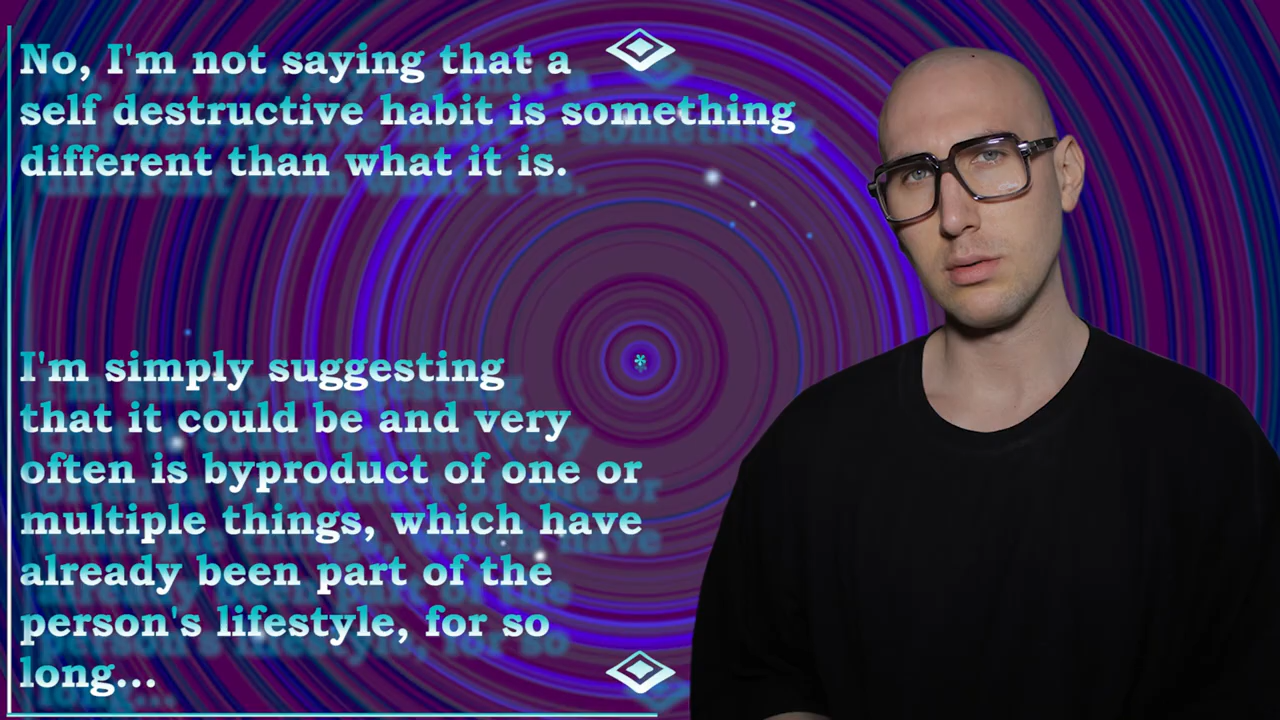 No, I'm not saying that a
self destructive habit is something
different than what it is.
I'm simply suggesting
that it could be and very
often is byproduct of one or
multiple things, which have
already been part of the
person's lifestyle, for so
long...